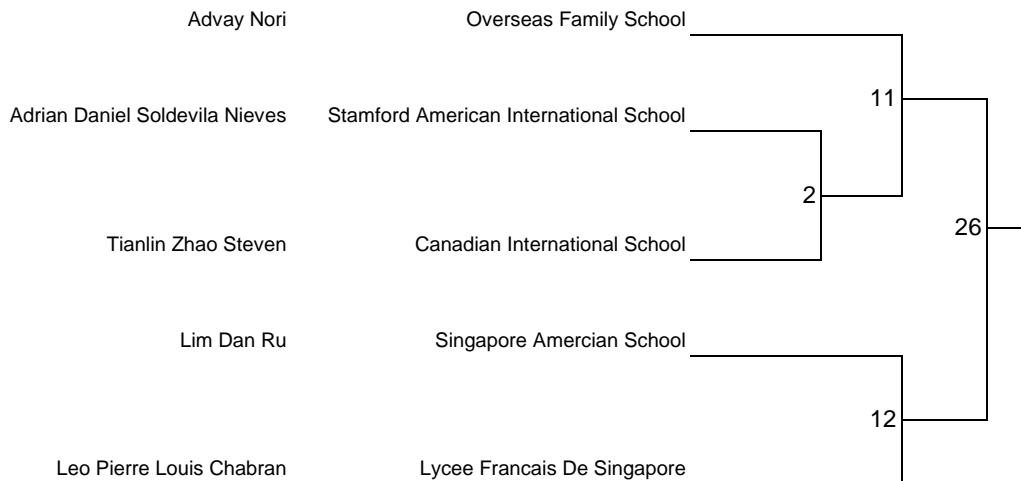 Advay Nori Overseas Family School
11
Adrian Daniel Soldevila Nieves Stamford American International School
2
26
Tianlin Zhao Steven Canadian International School
Lim Dan Ru Singapore Amercian School
12
Leo Pierre Louis Chabran Lycee Francais De Singapore